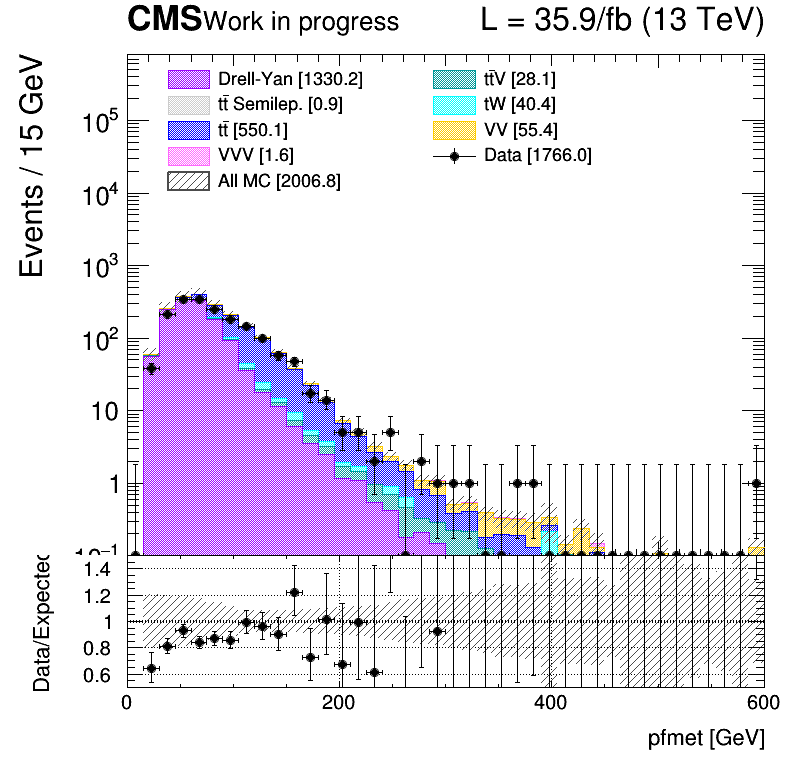 CMS Work in progress L = 35.9/fb (13 TeV)
Events / 15 GeV
Drell-Yan [1330.2]
tt̄ Semilep. [0.9]
tt̄ [550.1]
VVV [1.6]
All MC [2006.8]
tt̄V [28.1]
tW [40.4]
VV [55.4]
Data [1766.0]
10⁵
10⁴
10³
10²
10
1
10⁻¹
Data/Expected
1.4
1.2
1
0.8
0.6
0 200 400 600
pfmet [GeV]